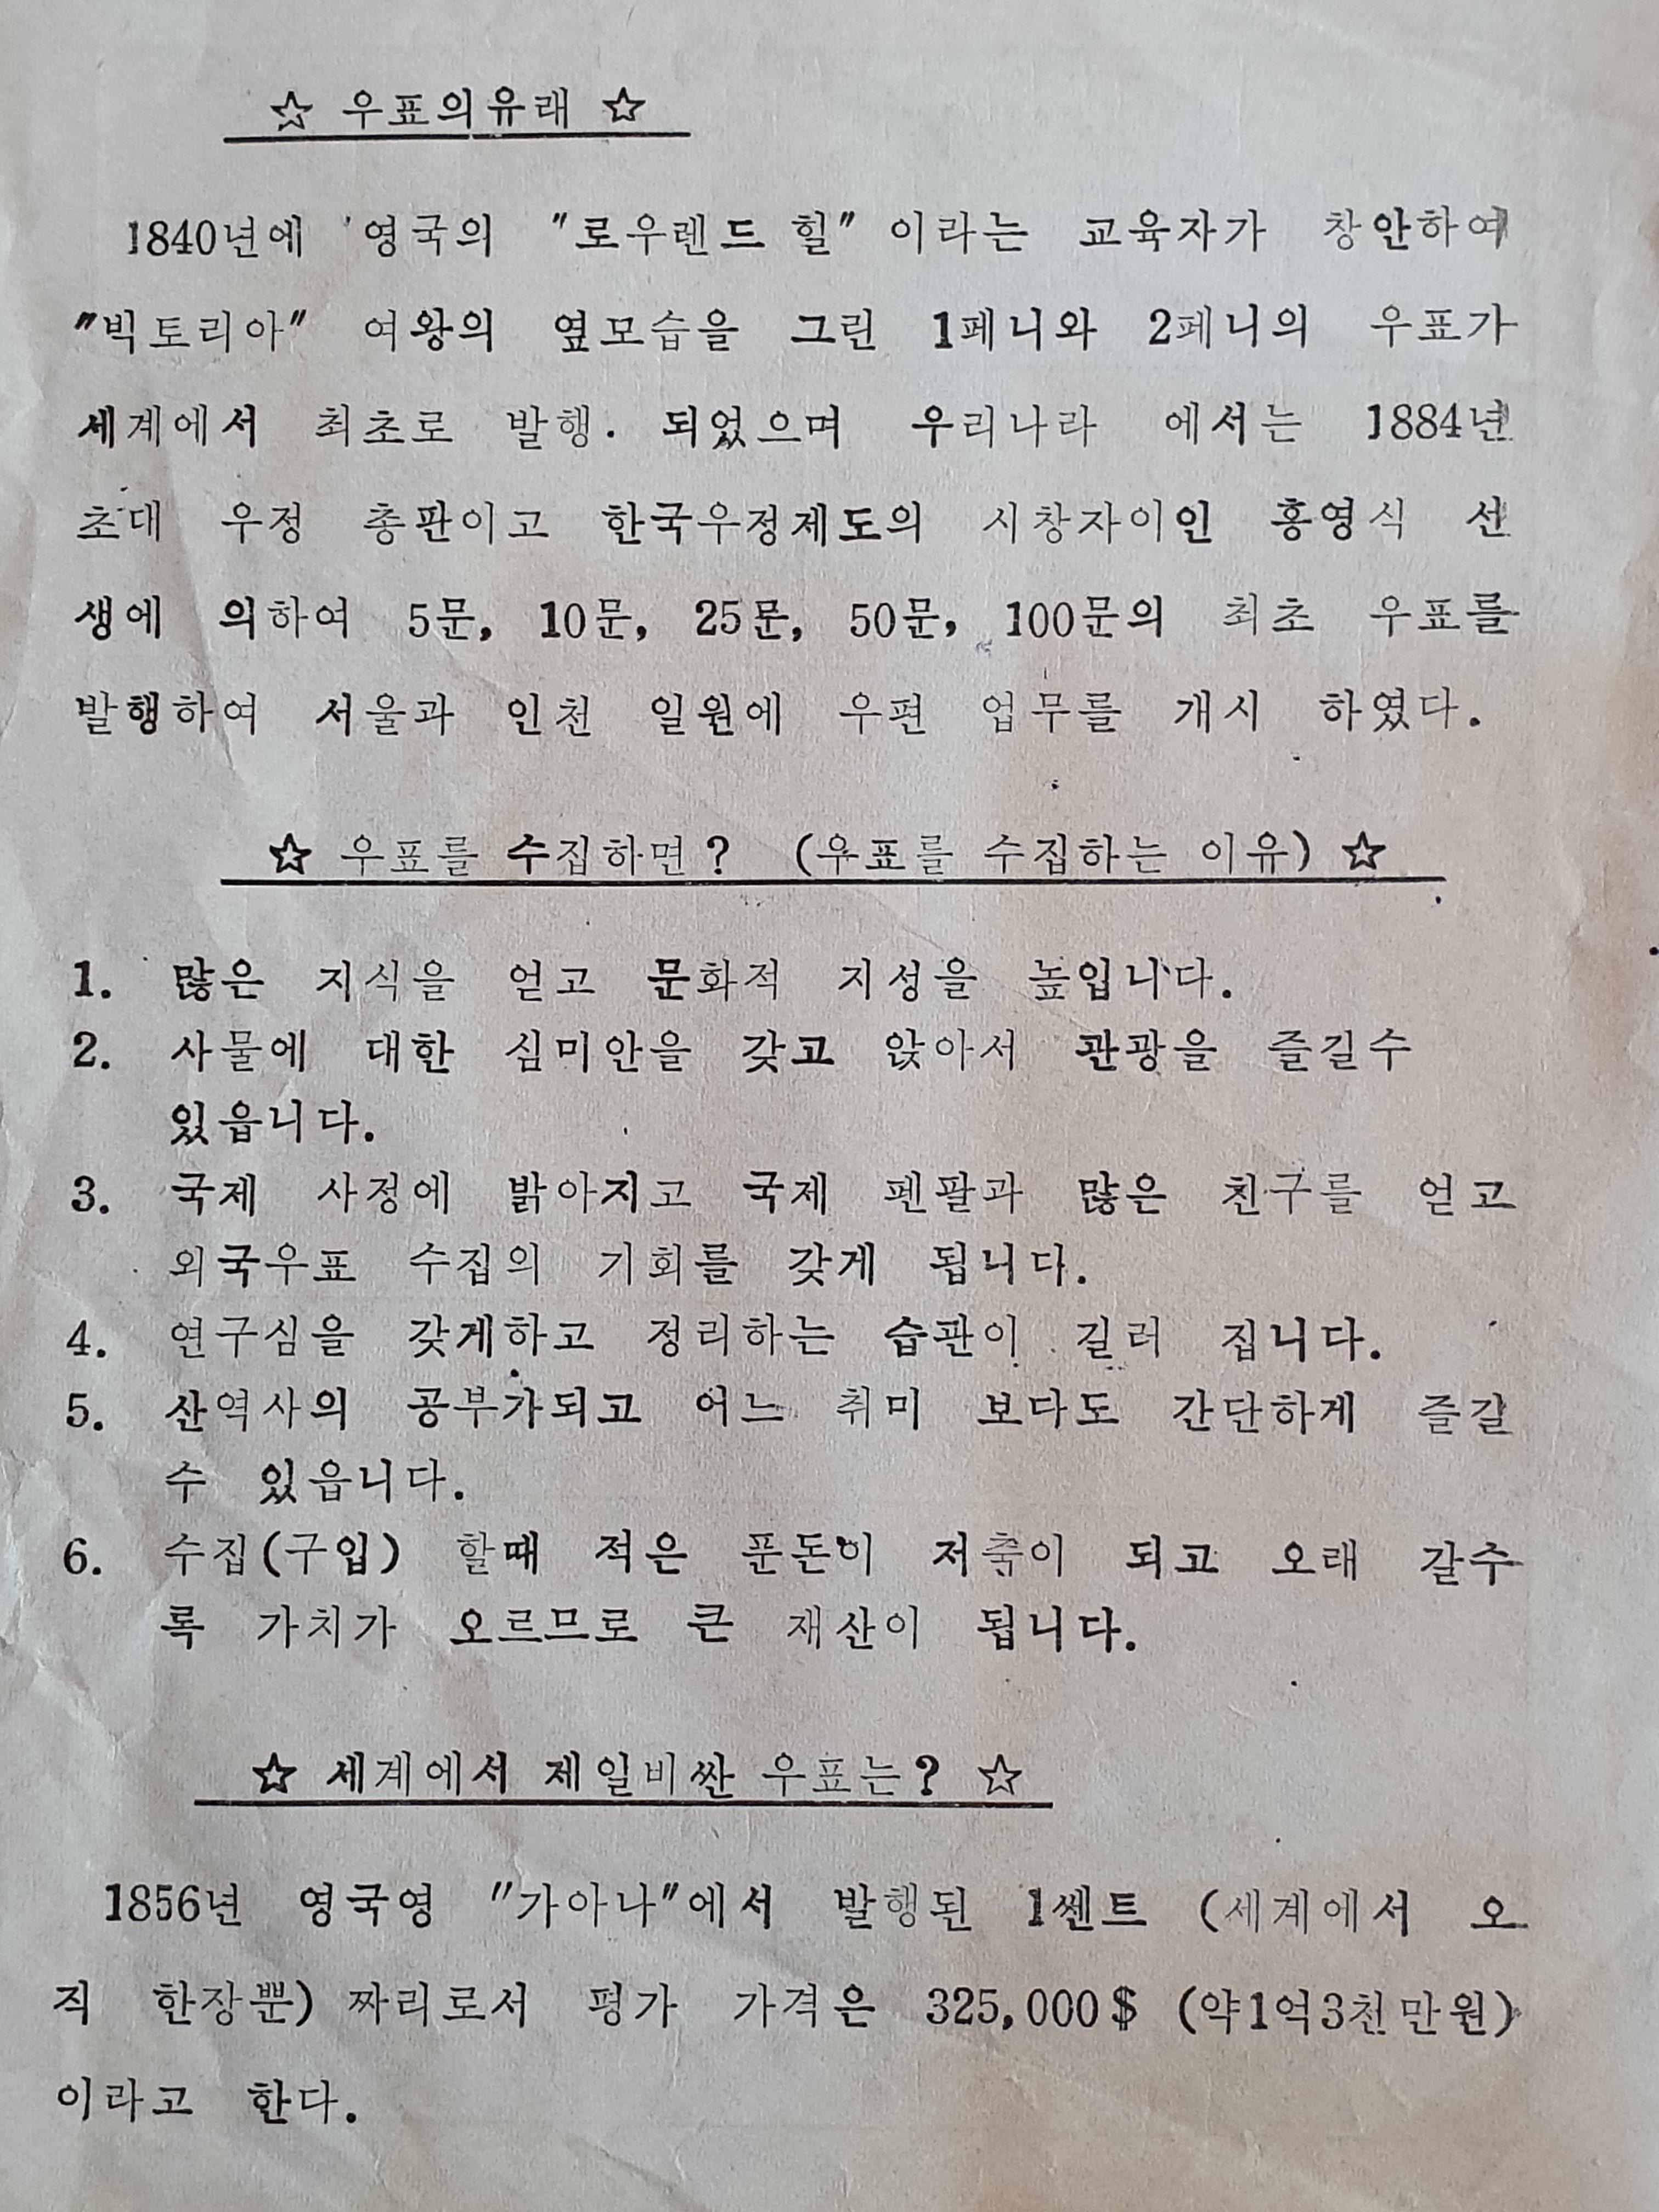 ☆ 우표의유래 ☆
1840년에 영국의 "로우렌드 힐" 이라는 교육자가 창안하여
"빅토리아" 여왕의 옆모습을 그린 1페니와 2페니의 우표가
세계에서 최초로 발행. 되었으며 우리나라 에서는 1884년
초대 우정 총판이고 한국우정제도의 시창자이인 홍영식 선
생에 의하여 5문, 10문, 25문, 50문, 100문의 최초 우표를
발행하여 서울과 인천 일원에 우편 업무를 개시 하였다.
☆ 우표를 수집하면? (우표를 수집하는 이유) ☆
1. 많은 지식을 얻고 문화적 지성을 높입니다.
2. 사물에 대한 심미안을 갖고 앉아서 관광을 즐길수
있읍니다.
3. 국제 사정에 밝아지고 국제 펜팔과 많은 친구를 얻고
외국우표 수집의 기회를 갖게 됩니다.
4. 연구심을 갖게하고 정리하는 습관이 길러 집니다.
5. 산역사의 공부가되고 어느 취미 보다도 간단하게 즐길
수 있읍니다.
6. 수집(구입) 할때 적은 푼돈이 저축이 되고 오래 갈수
록 가치가 오르므로 큰 재산이 됩니다.
☆ 세계에서 제일비싼 우표는? ☆
1856년 영국영 "가아나"에서 발행된 1쎈트 (세계에서 오
직 한장뿐) 짜리로서 평가 가격은 325,000$ (약1억3천만원)
이라고 한다.